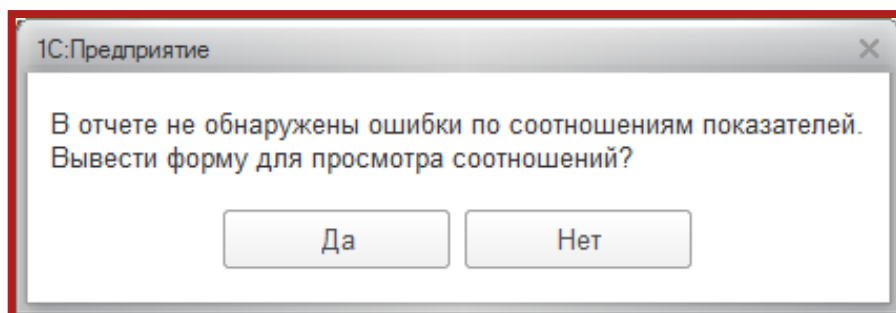 1С:Предприятие
В отчете не обнаружены ошибки по соотношениям показателей.
Вывести форму для просмотра соотношений?
Да Нет